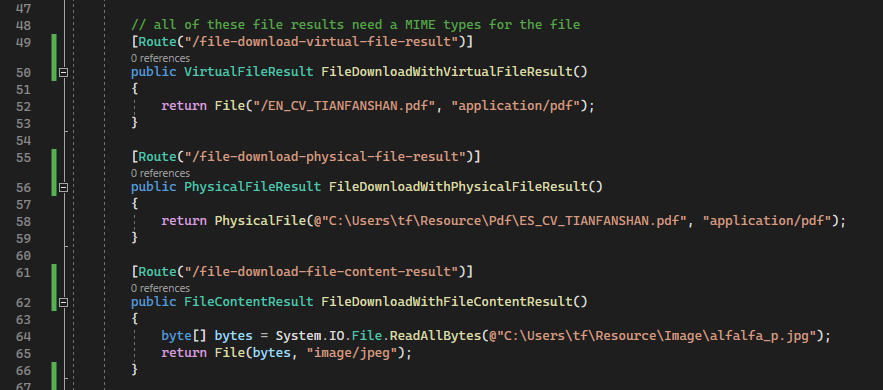 47
48 // all of these file results need a MIME types for the file
49 [Route("/file-download-virtual-file-result")]
0 references
50 public VirtualFileResult FileDownloadWithVirtualFileResult()
51 {
52 return File("/EN_CV_TIANFANSHAN.pdf", "application/pdf");
53 }
54
55 [Route("/file-download-physical-file-result")]
0 references
56 public PhysicalFileResult FileDownloadWithPhysicalFileResult()
57 {
58 return PhysicalFile(@"C:\Users\tf\Resource\Pdf\ES_CV_TIANFANSHAN.pdf", "application/pdf");
59 }
60
61 [Route("/file-download-file-content-result")]
0 references
62 public FileContentResult FileDownloadWithFileContentResult()
63 {
64 byte[] bytes = System.IO.File.ReadAllBytes(@"C:\Users\tf\Resource\Image\alfalfa_p.jpg");
65 return File(bytes, "image/jpeg");
66 }
67